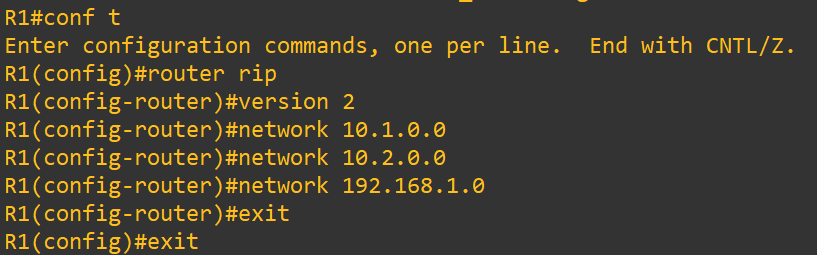 R1#conf t
Enter configuration commands, one per line.  End with CNTL/Z.
R1(config)#router rip
R1(config-router)#version 2
R1(config-router)#network 10.1.0.0
R1(config-router)#network 10.2.0.0
R1(config-router)#network 192.168.1.0
R1(config-router)#exit
R1(config)#exit